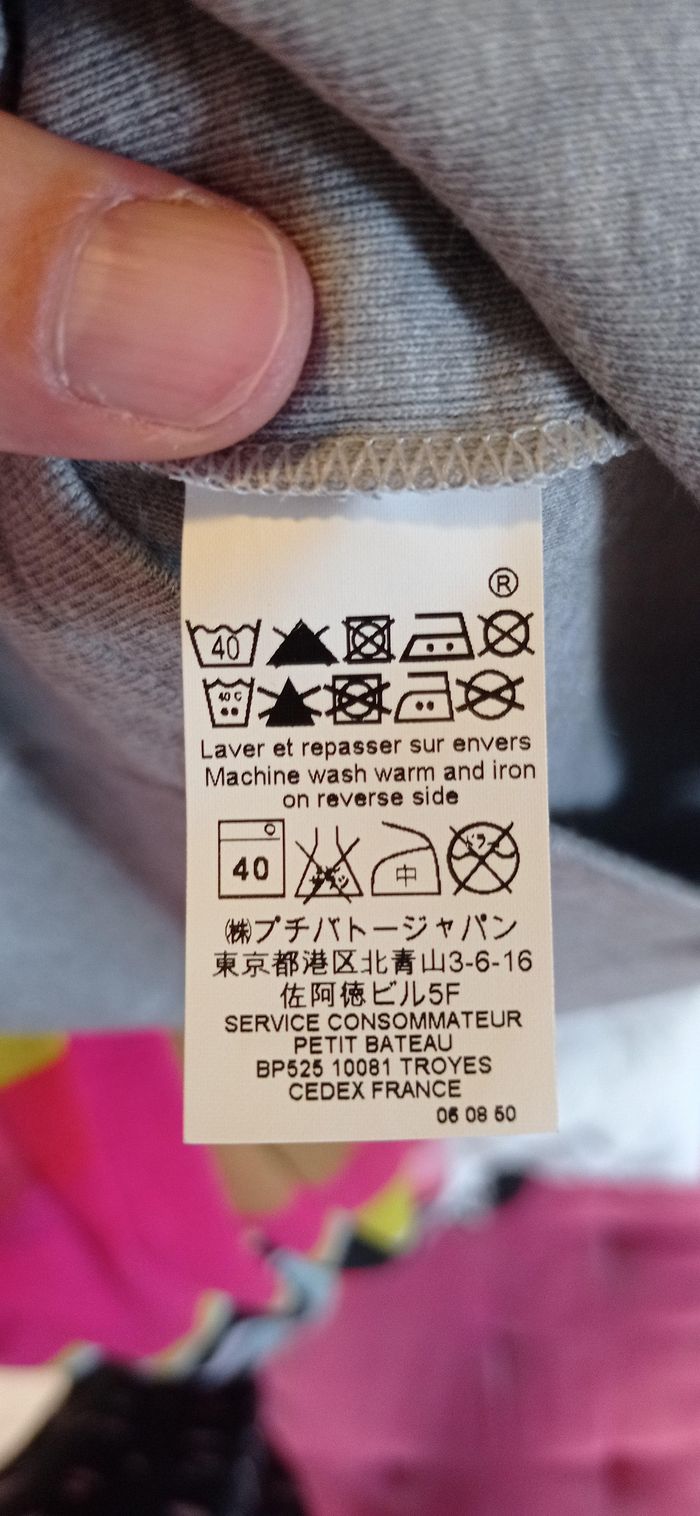 ®
40
40 C
Laver et repasser sur envers
Machine wash warm and iron
on reverse side
40
中
㈱プチバトージャパン
東京都港区北青山3-6-16
佐阿徳ビル5F
SERVICE CONSOMMATEUR
PETIT BATEAU
BP525 10081 TROYES
CEDEX FRANCE
06 08 50